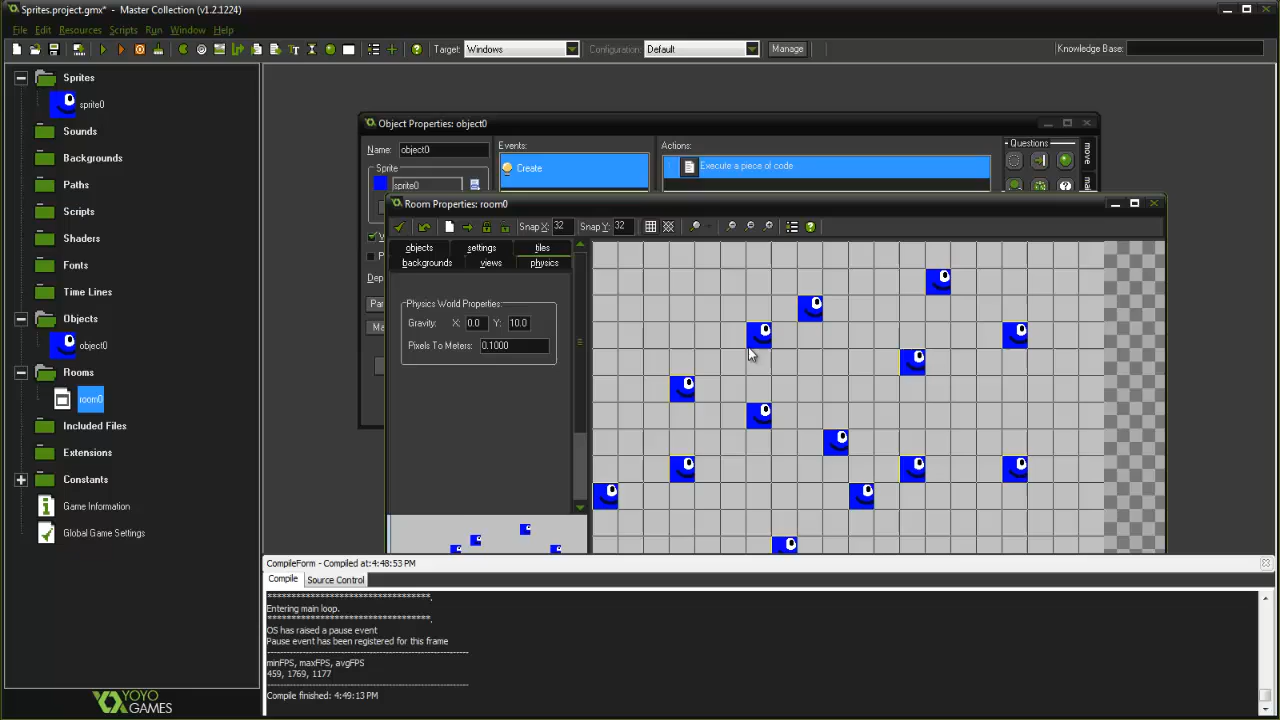 Sprites.project.gmx* - Master Collection (v1.2.1224)
File Edit Resources Scripts Run Window Help
Target: Windows Configuration: Default Manage Knowledge Base:
Sprites
sprite0
Sounds
Backgrounds
Paths
Scripts
Shaders
Fonts
Time Lines
Objects
object0
Rooms
room0
Included Files
Extensions
Constants
Game Information
Global Game Settings
YOYO
GAMES
Object Properties: object0
Name: object0
Sprite
sprite0
Events:
Create
Actions:
Execute a piece of code
Questions
move
Dep
Room Properties: room0
Snap X: 32 Snap Y: 32
objects settings tiles
backgrounds views physics
Physics World Properties:
Gravity: X: 0.0 Y: 10.0
Pixels To Meters: 0.1000
CompileForm - Compiled at:4:48:53 PM
Compile Source Control
***********************************.
Entering main loop.
***********************************.
OS has raised a pause event
Pause event has been registered for this frame
minFPS, maxFPS, avgFPS
459, 1769, 1177
Compile finished: 4:49:13 PM